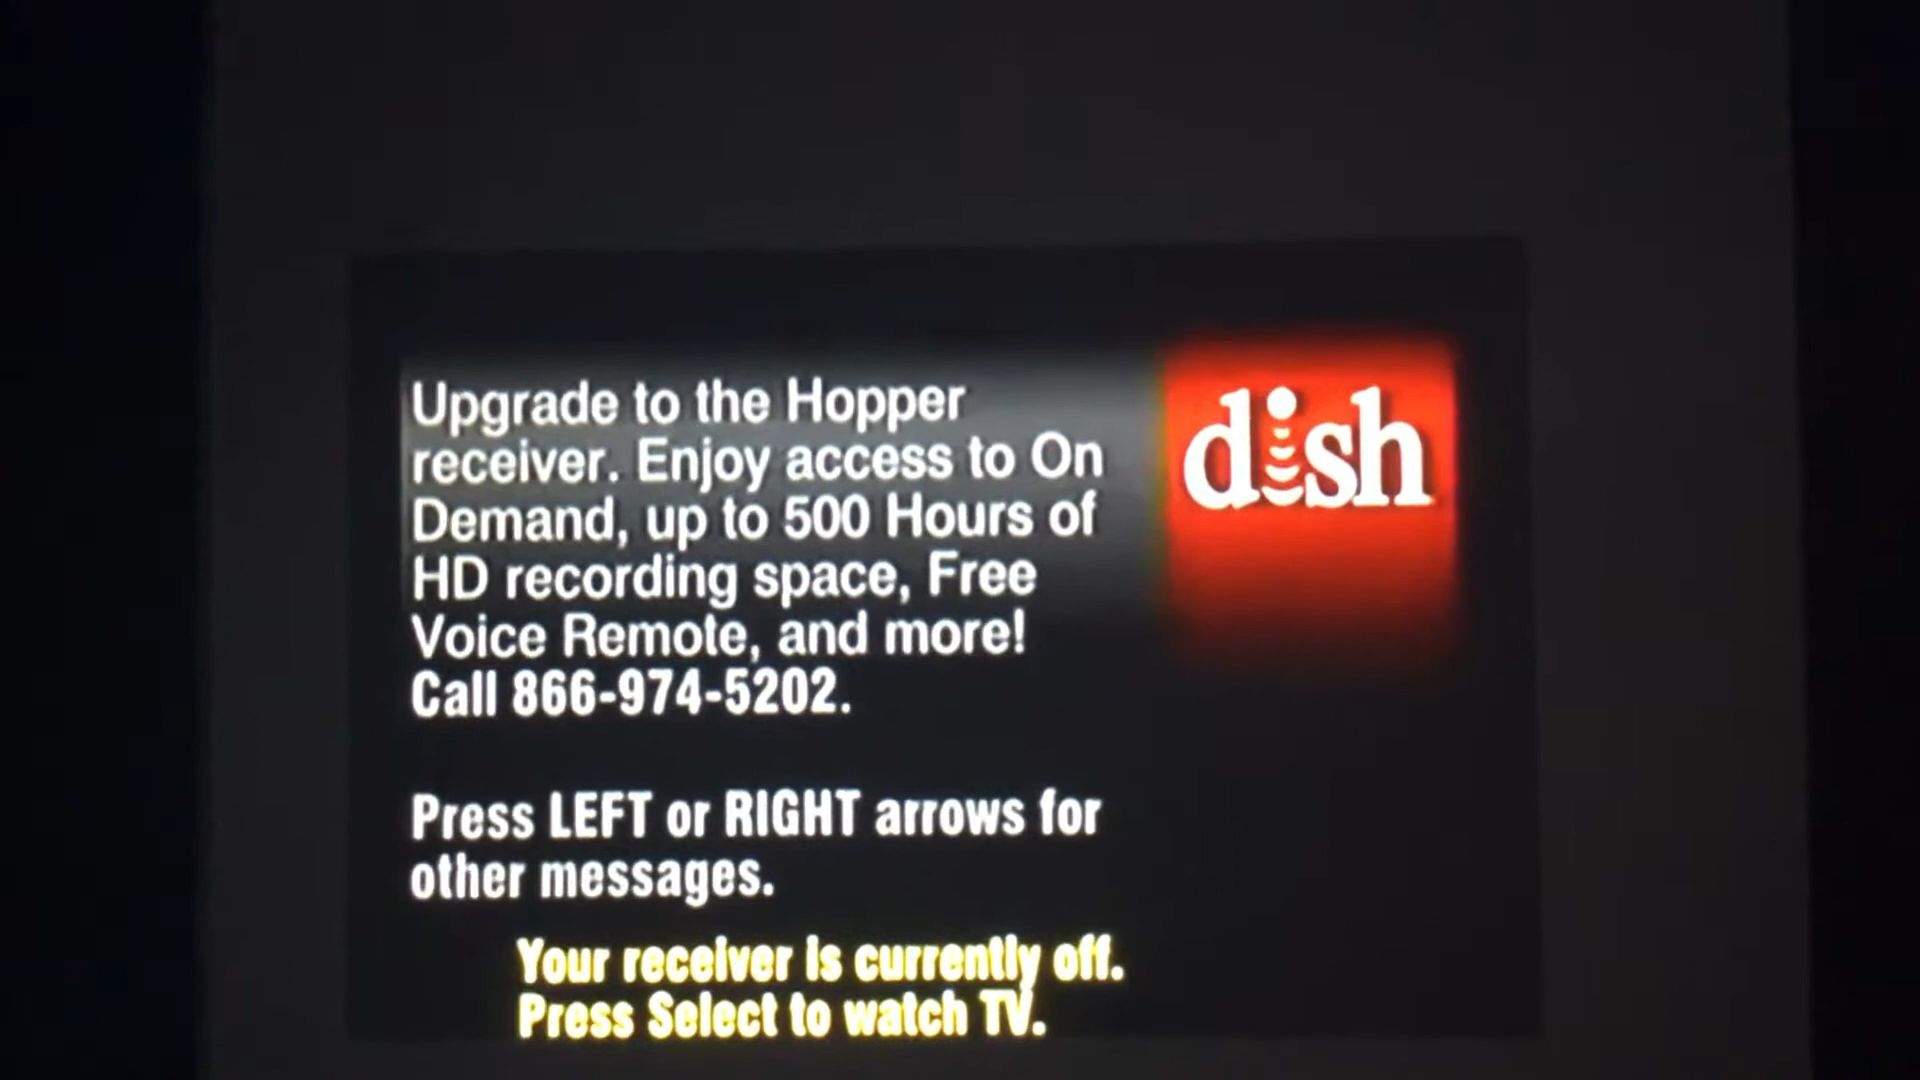 Upgrade to the Hopper
receiver. Enjoy access to On
Demand, up to 500 Hours of
HD recording space, Free
Voice Remote, and more!
Call 866-974-5202.
dish
Press LEFT or RIGHT arrows for
other messages.
Your receiver is currently off.
Press Select to watch TV.